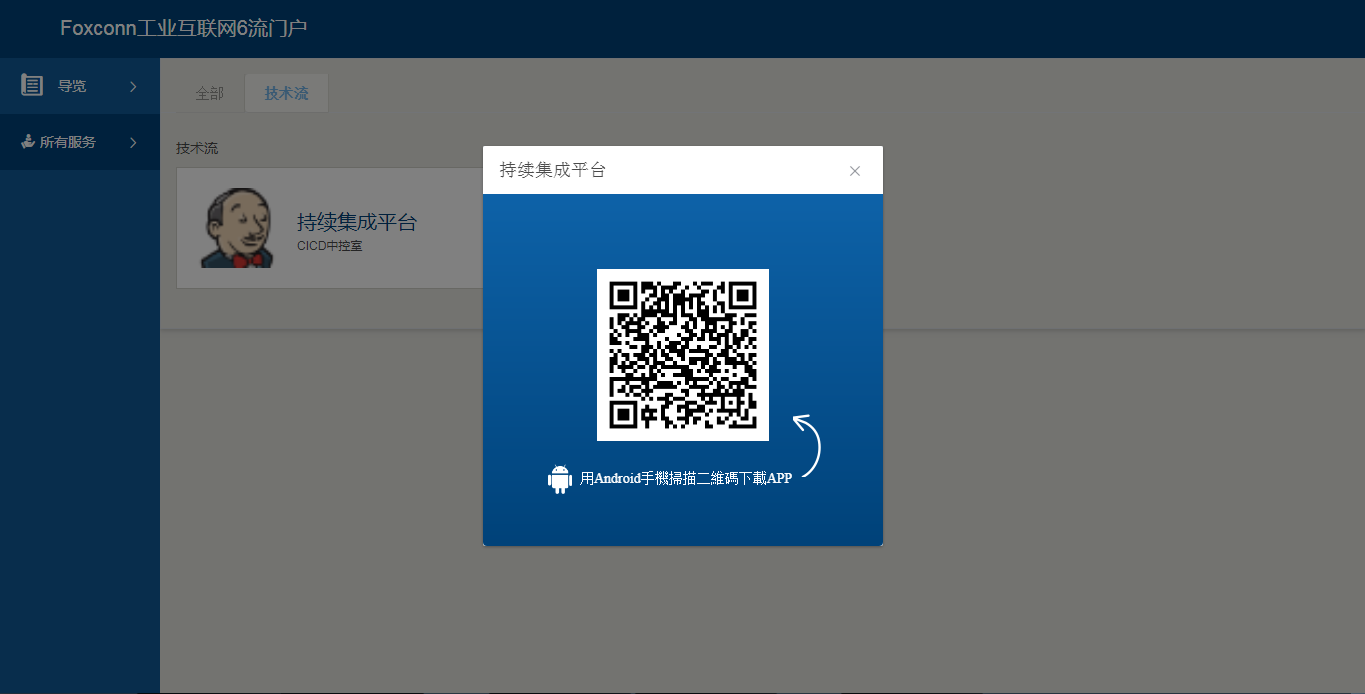 Foxconn工业互联网6流门户
导览
所有服务
全部
技术流
技术流
持续集成平台
CICD中控室
持续集成平台
用Android手機掃描二維碼下載APP